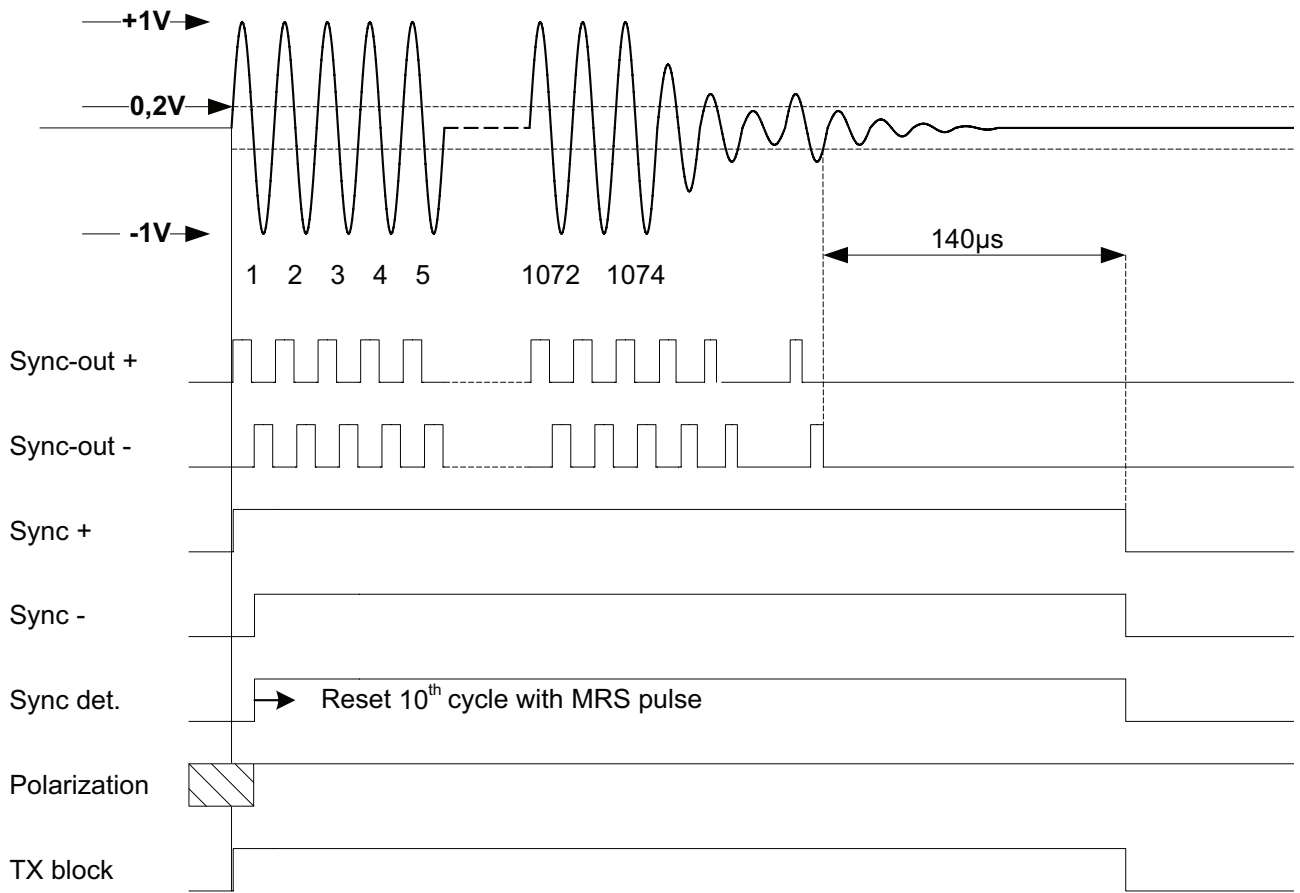 +1V
0,2V
-1V
140µs
1 2 3 4 5 1072 1074
Sync-out +
Sync-out -
Sync +
Sync -
Sync det. Reset 10th cycle with MRS pulse
Polarization
TX block